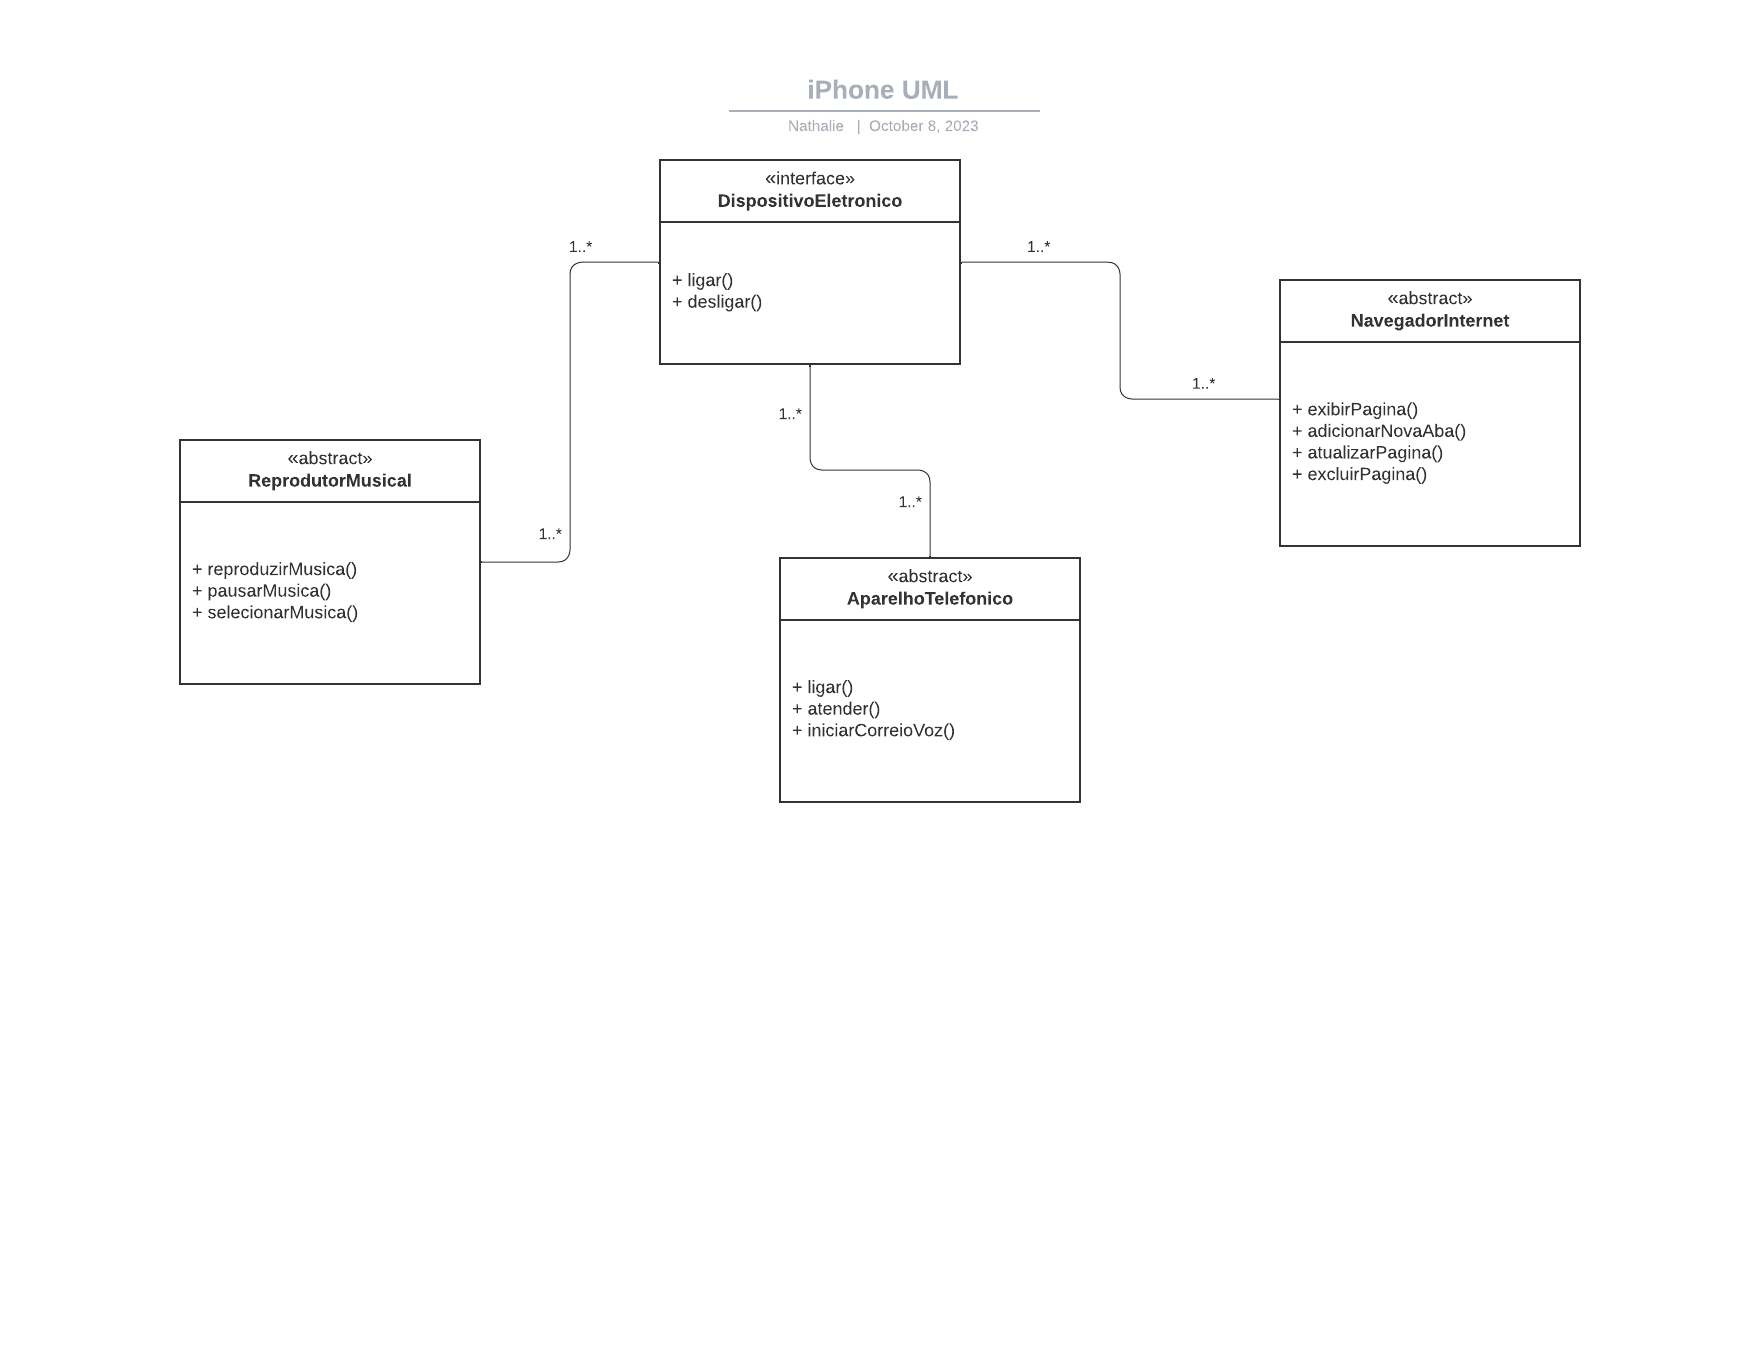 iPhone UML
Nathalie | October 8, 2023
«interface»
DispositivoEletronico
+ ligar()
+ desligar()
1..*
1..*
1..*
1..*
1..*
1..*
«abstract»
NavegadorInternet
+ exibirPagina()
+ adicionarNovaAba()
+ atualizarPagina()
+ excluirPagina()
«abstract»
ReprodutorMusical
+ reproduzirMusica()
+ pausarMusica()
+ selecionarMusica()
«abstract»
AparelhoTelefonico
+ ligar()
+ atender()
+ iniciarCorreioVoz()